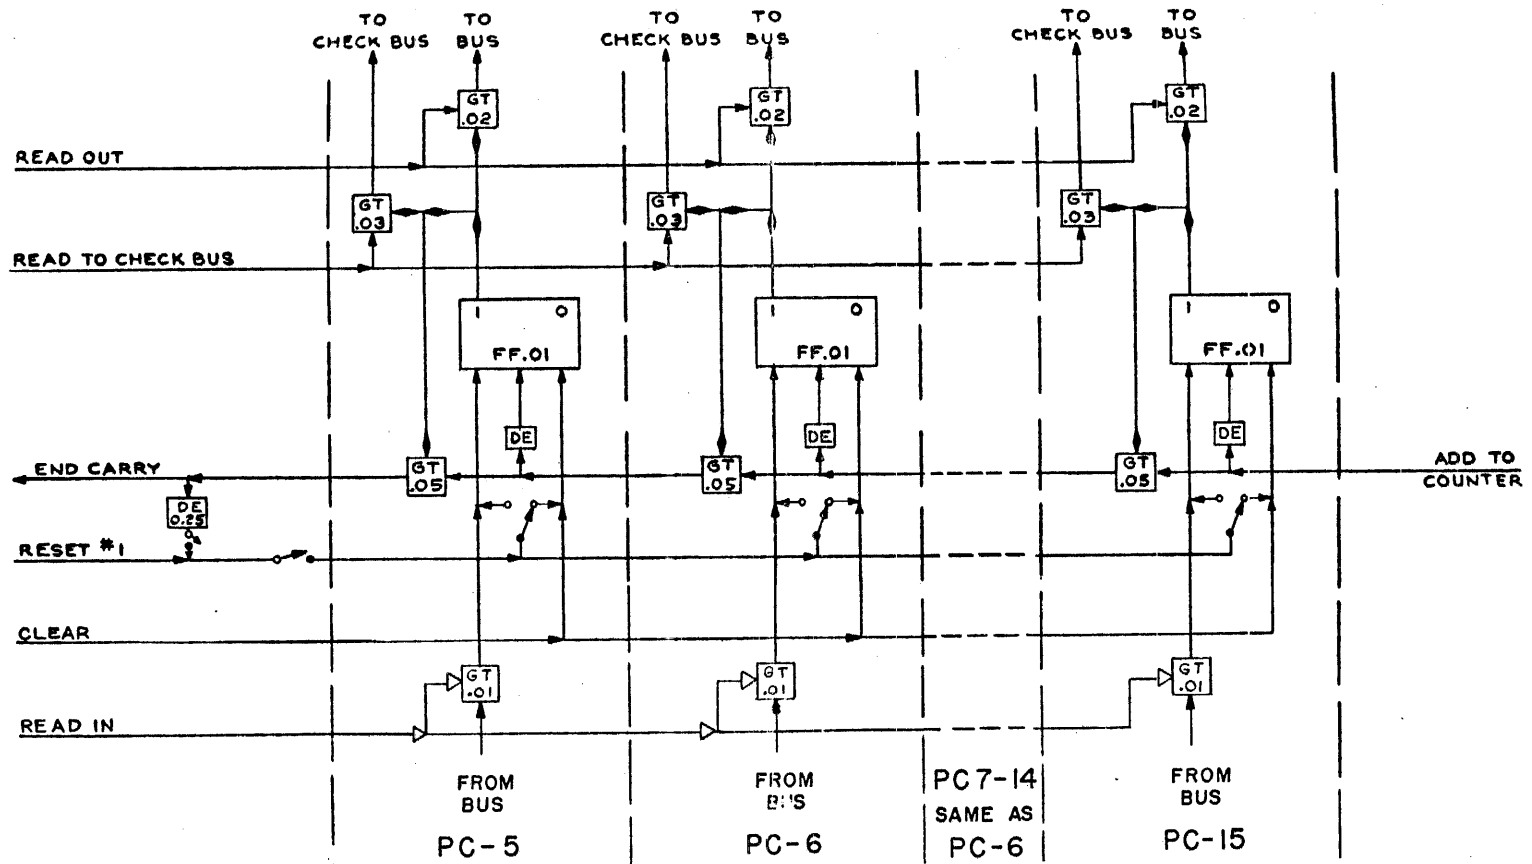 TO
CHECK BUS
TO
BUS
TO
CHECK BUS
TO
BUS
TO
CHECK BUS
TO
BUS
GT
.02
GT
.02
GT
.02
READ OUT
GT
.03
GT
.03
GT
.03
READ TO CHECK BUS
1
0
FF.01
1
0
FF.01
1
0
FF.01
DE
DE
DE
END CARRY
GT
.05
GT
.05
GT
.05
ADD TO
COUNTER
DE
0.25
RESET #1
CLEAR
GT
.01
GT
.01
GT
.01
READ IN
FROM
BUS
FROM
BUS
FROM
BUS
PC-5
PC-6
PC7-14
SAME AS
PC-6
PC-15